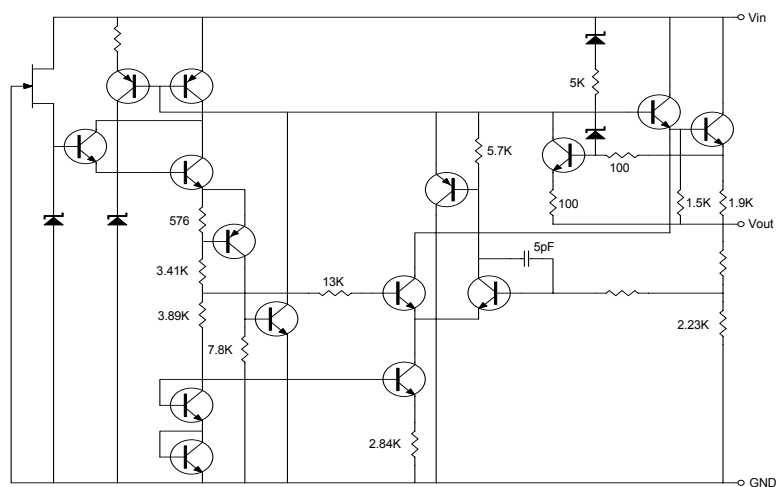 Vin
5K
5.7K
100
100
1.5K
1.9K
Vout
576
5pF
3.41K
13K
3.89K
7.8K
2.23K
2.84K
GND